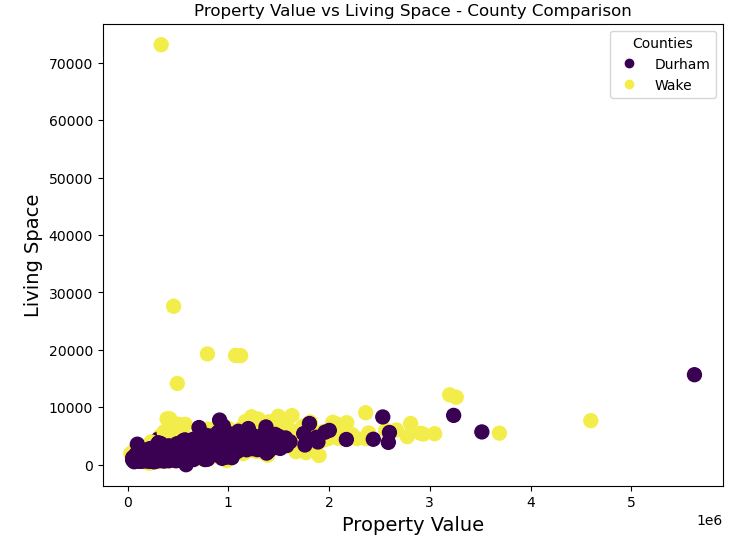 Property Value vs Living Space - County Comparison
Counties
Durham
Wake
70000
60000
50000
40000
30000
20000
10000
0
Living Space
0 1 2 3 4 5
1e6
Property Value